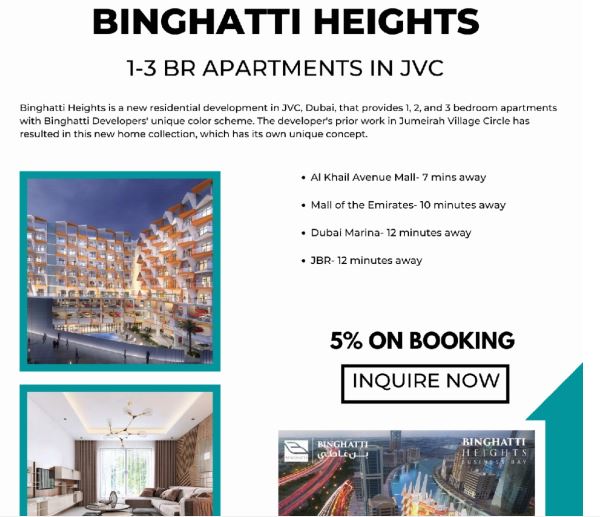 BINGHATTI HEIGHTS
1-3 BR APARTMENTS IN JVC
Binghatti Heights is a new residential development in JVC, Dubai, that provides 1, 2, and 3 bedroom apartments
with Binghatti Developers' unique color scheme. The developer's prior work in Jumeirah Village Circle has
resulted in this new home collection, which has its own unique concept.
• Al Khail Avenue Mall- 7 mins away
• Mall of the Emirates- 10 minutes away
• Dubai Marina- 12 minutes away
• JBR- 12 minutes away
5% ON BOOKING
INQUIRE NOW
BINGHATTI
بن غاطي
BINGHATTI
HEIGHTS
BUSINESS BAY